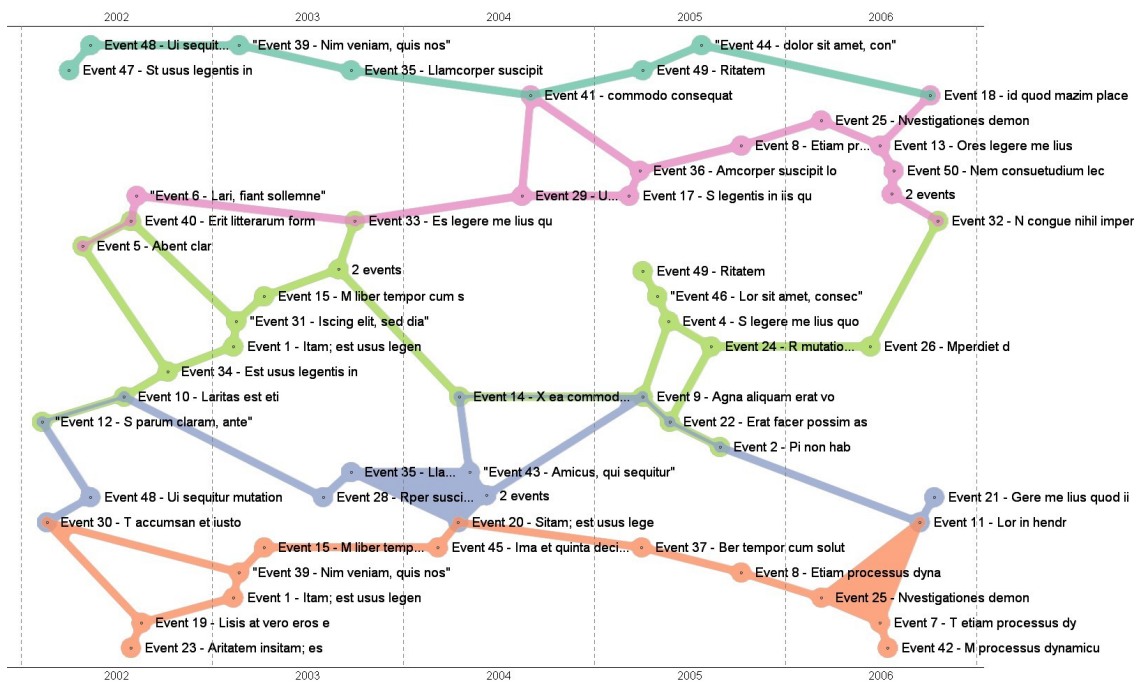 2002 2003 2004 2005 2006
Event 48 - Ui sequit... "Event 39 - Nim veniam, quis nos" "Event 44 - dolor sit amet, con"
Event 47 - St usus legentis in Event 35 - Llamcorper suscipit Event 49 - Ritatem
Event 41 - commodo consequat Event 18 - id quod mazim place
Event 25 - Nvestigationes demon
Event 8 - Etiam pr... Event 13 - Ores legere me lius
Event 36 - Amcorper suscipit lo Event 50 - Nem consuetudium lec
"Event 6 - Lari, fiant sollemne" Event 29 - U... Event 17 - S legentis in iis qu 2 events
Event 40 - Erit litterarum form Event 33 - Es legere me lius qu Event 32 - N congue nihil imper
Event 5 - Abent clar
2 events Event 49 - Ritatem
Event 15 - M liber tempor cum s "Event 46 - Lor sit amet, consec"
"Event 31 - Iscing elit, sed dia" Event 4 - S legere me lius quo
Event 1 - Itam; est usus legen Event 24 - R mutatio... Event 26 - Mperdiet d
Event 34 - Est usus legentis in
Event 10 - Laritas est eti Event 14 - X ea commod... Event 9 - Agna aliquam erat vo
"Event 12 - S parum claram, ante" Event 22 - Erat facer possim as
Event 2 - Pi non hab
Event 35 - Lla... "Event 43 - Amicus, qui sequitur"
Event 48 - Ui sequitur mutation Event 28 - Rper susci... 2 events Event 21 - Gere me lius quod ii
Event 30 - T accumsan et iusto Event 20 - Sitam; est usus lege Event 11 - Lor in hendr
Event 15 - M liber temp... Event 45 - Ima et quinta deci... Event 37 - Ber tempor cum solut
"Event 39 - Nim veniam, quis nos" Event 8 - Etiam processus dyna
Event 1 - Itam; est usus legen Event 25 - Nvestigationes demon
Event 19 - Lisis at vero eros e Event 7 - T etiam processus dy
Event 23 - Aritatem insitam; es Event 42 - M processus dynamicu
2002 2003 2004 2005 2006